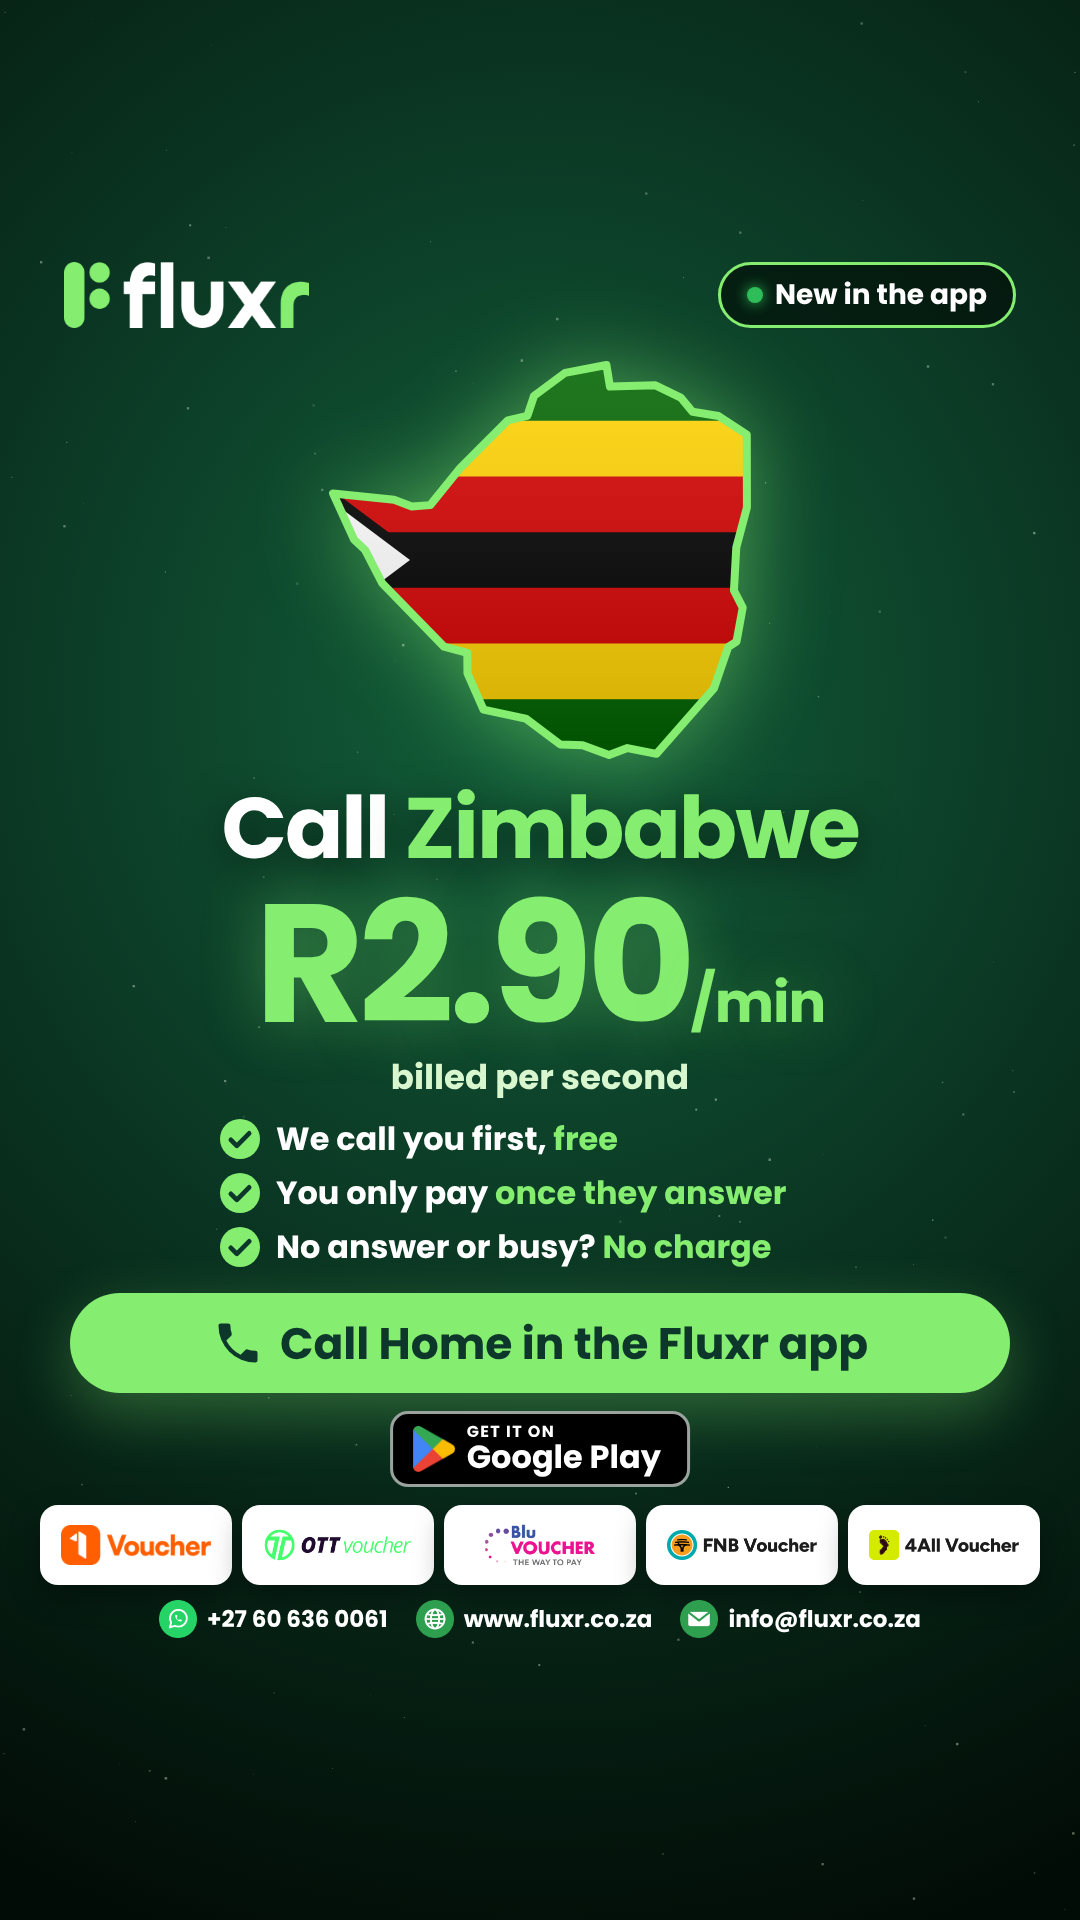 fluxr
New in the app
Call Zimbabwe
R2.90/min
billed per second
We call you first, free
You only pay once they answer
No answer or busy? No charge
Call Home in the Fluxr app
GET IT ON
Google Play
1 Voucher
OTT voucher
Blu
VOUCHER
THE WAY TO PAY
FNB Voucher
4All Voucher
+27 60 636 0061
www.fluxr.co.za
info@fluxr.co.za